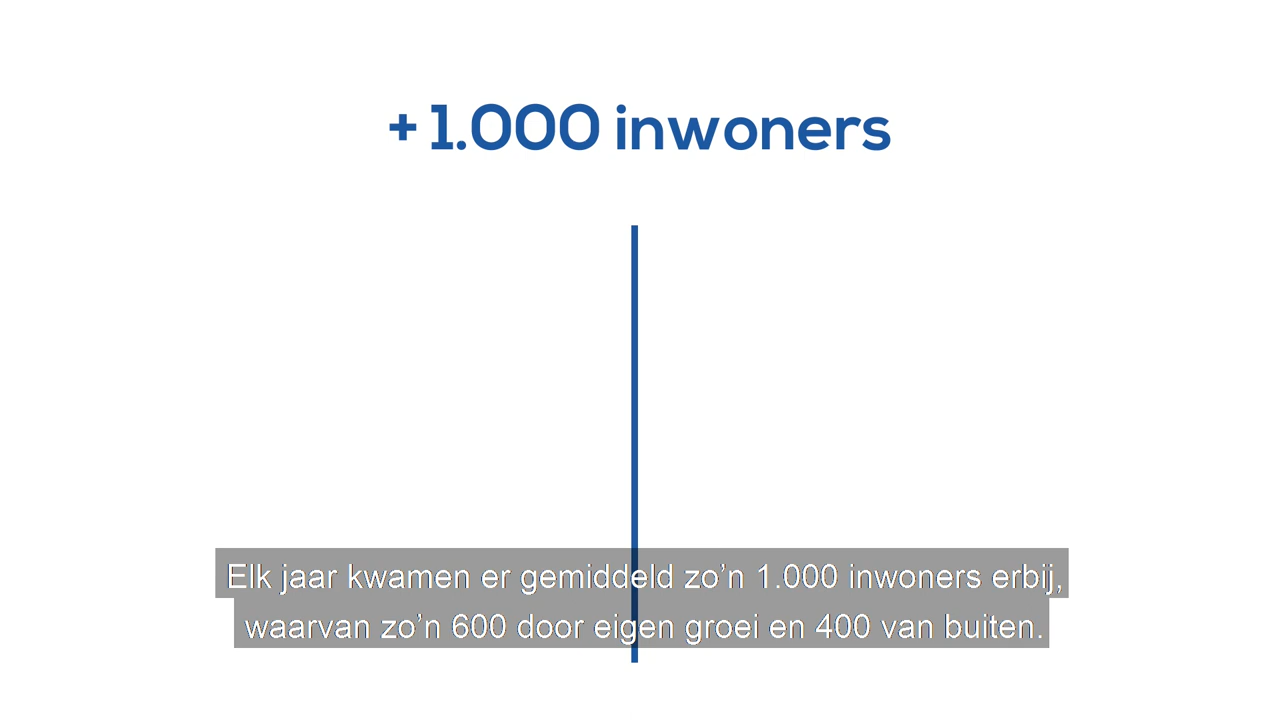 + 1.000 inwoners
Elk jaar kwamen er gemiddeld zo’n 1.000 inwoners erbij,
waarvan zo’n 600 door eigen groei en 400 van buiten.